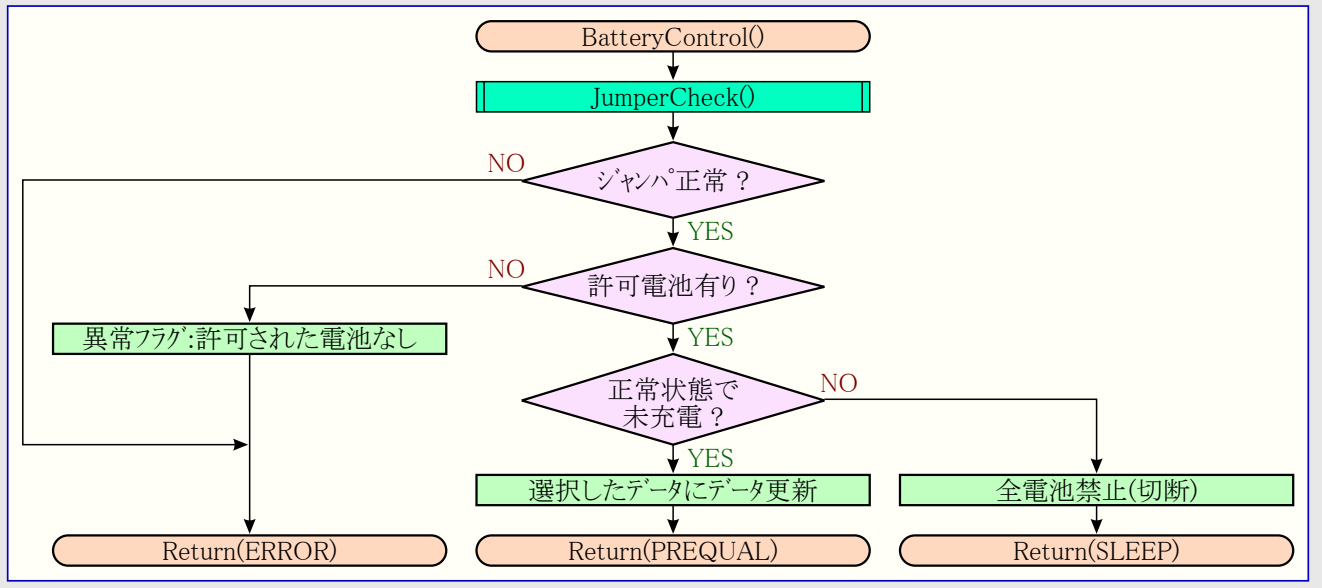 BatteryControl()
JumperCheck()
NO
ｼﾞｬﾝﾊﾟ正常？
YES
NO
許可電池有り？
YES
異常ﾌﾗｸﾞ:許可された電池なし
正常状態で
未充電？
NO
YES
選択したﾃﾞｰﾀにﾃﾞｰﾀ更新
全電池禁止(切断)
Return(ERROR)
Return(PREQUAL)
Return(SLEEP)